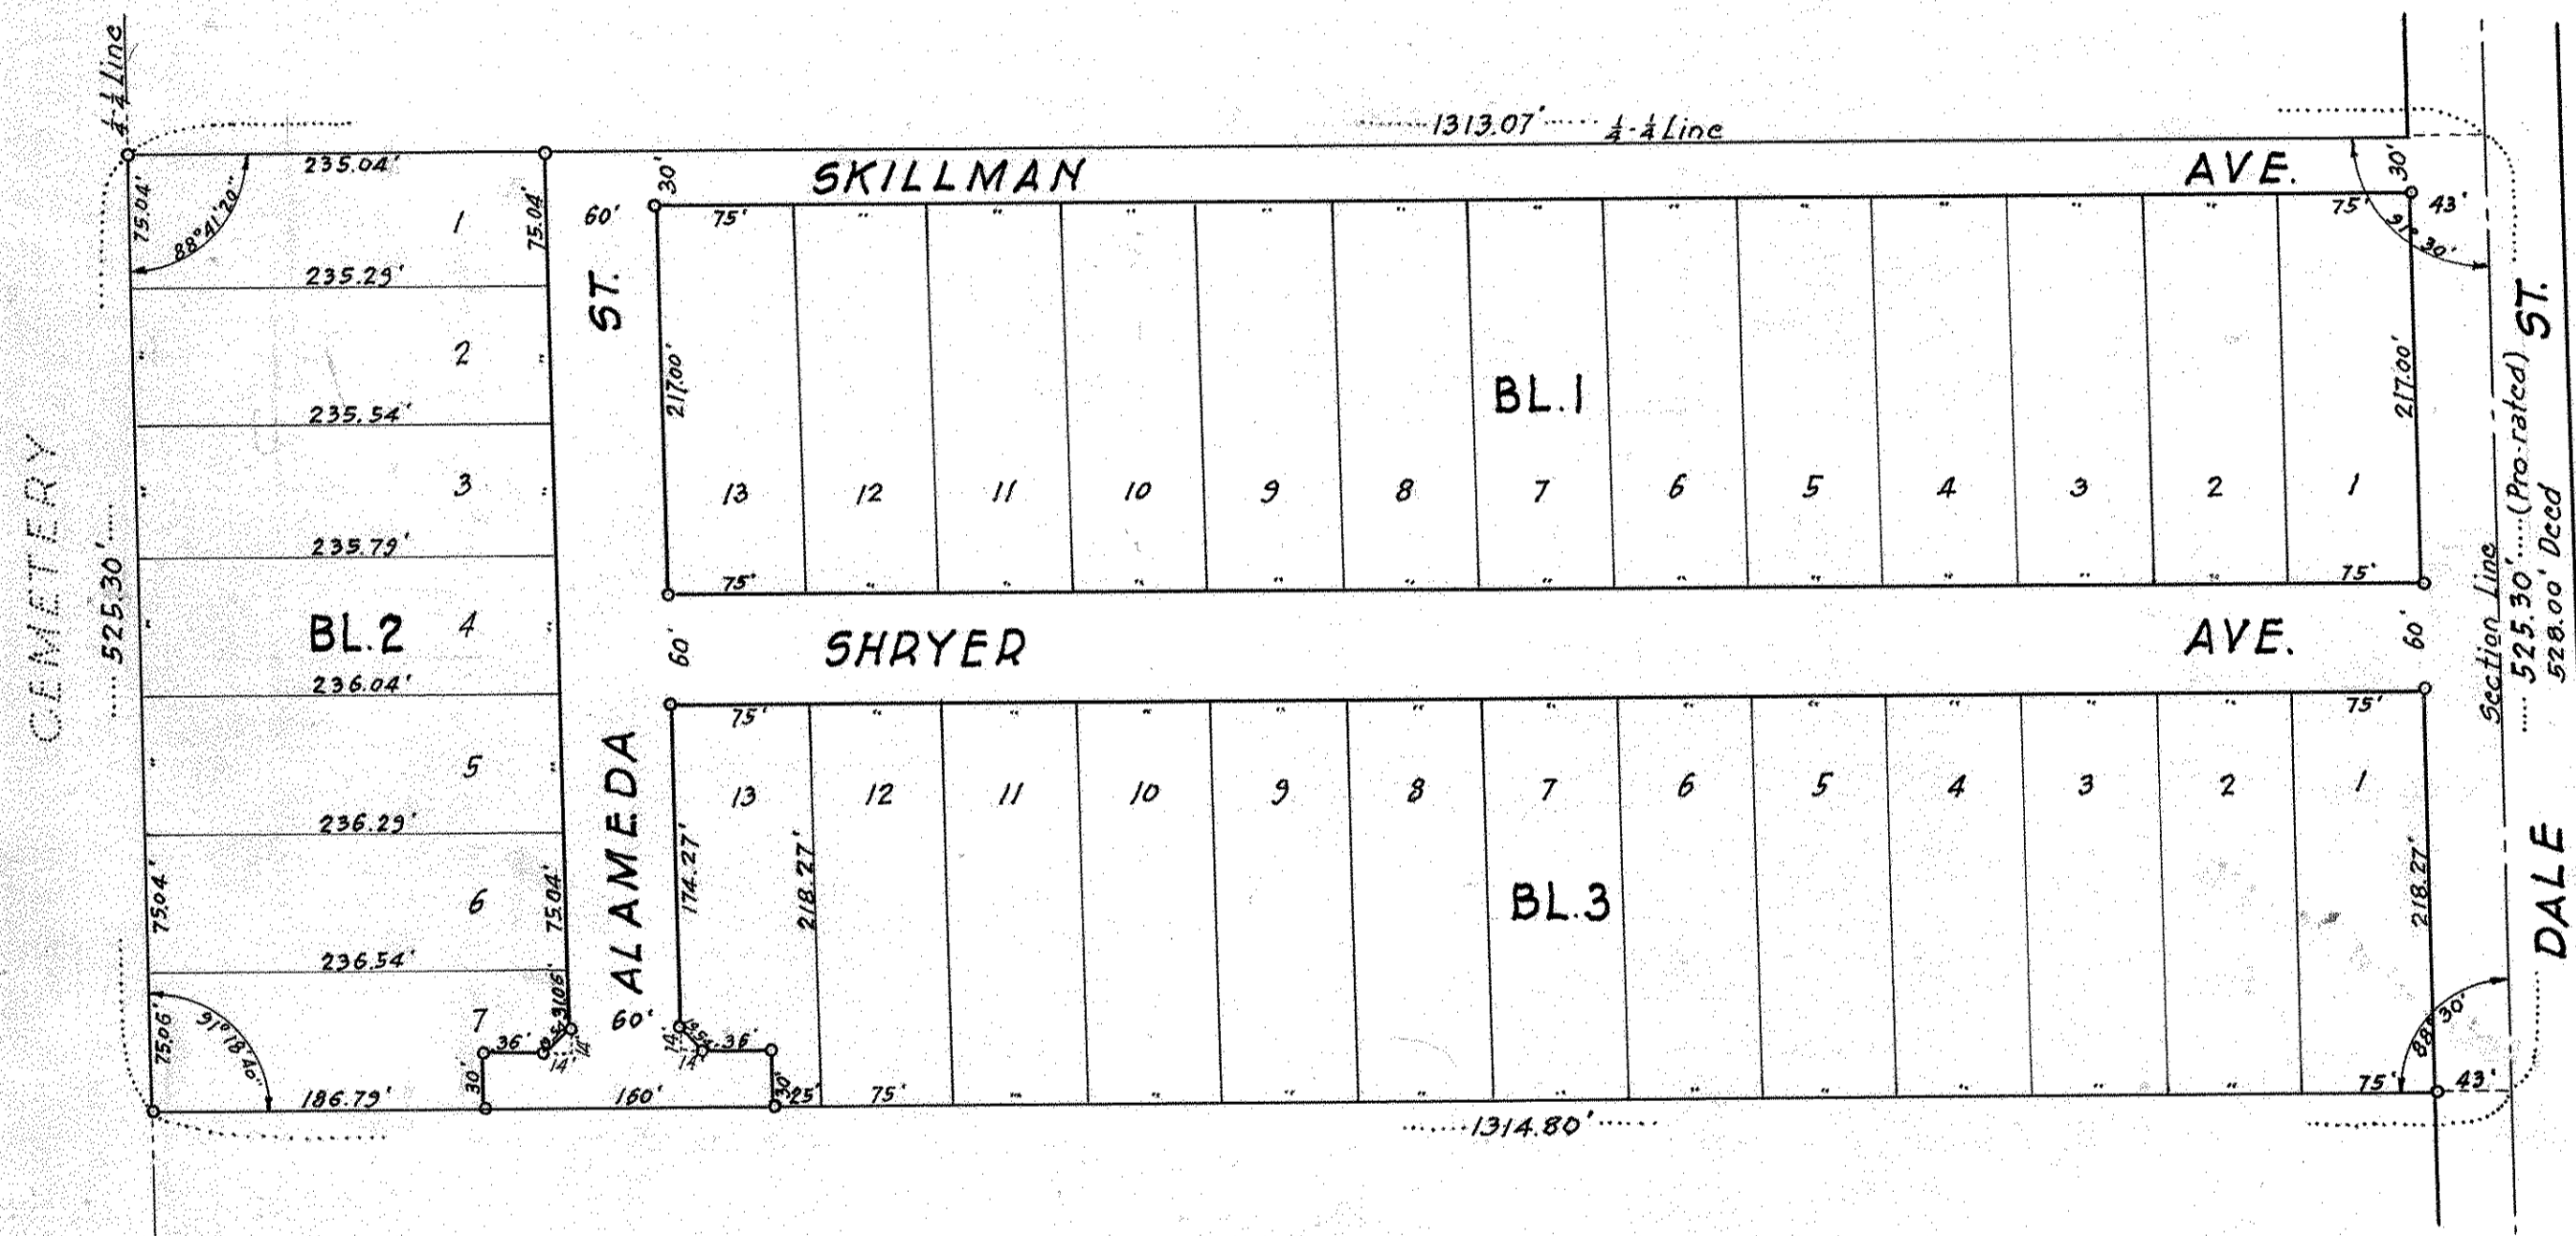 ¼-¼ Line
1313.07' ¼-¼ Line
235.04'
SKILLMAN AVE.
30'
30'
75.04'
88°41'20"
1
75.04'
60'
75' " " " " " " " " " " " 75'
43'
91° 30'
235.29'
ST.
2
" "
217.00'
BL.1
217.00'
235.54'
3
" "
13 12 11 10 9 8 7 6 5 4 3 2 1
235.79'
75' " " " " " " " " " " " 75'
CEMETERY
525.30'
BL.2
4
" "
60'
SHRYER AVE.
60'
Section Line
525.30' (Pro-rated)
528.00' Deed
DALE ST.
236.04'
75' " " " " " " " " " " " 75'
5
" "
ALAMEDA
13 12 11 10 9 8 7 6 5 4 3 2 1
236.29'
75.04'
6
75.04'
174.27'
218.27'
BL.3
218.27'
236.54'
75.06'
91°18'40"
7
31.06'
60'
36'
14'
14'
30'
14'
14'
36'
30'
88° 30'
186.79'
160'
25'
75' " " " " " " " " " " 75'
43'
1314.80'